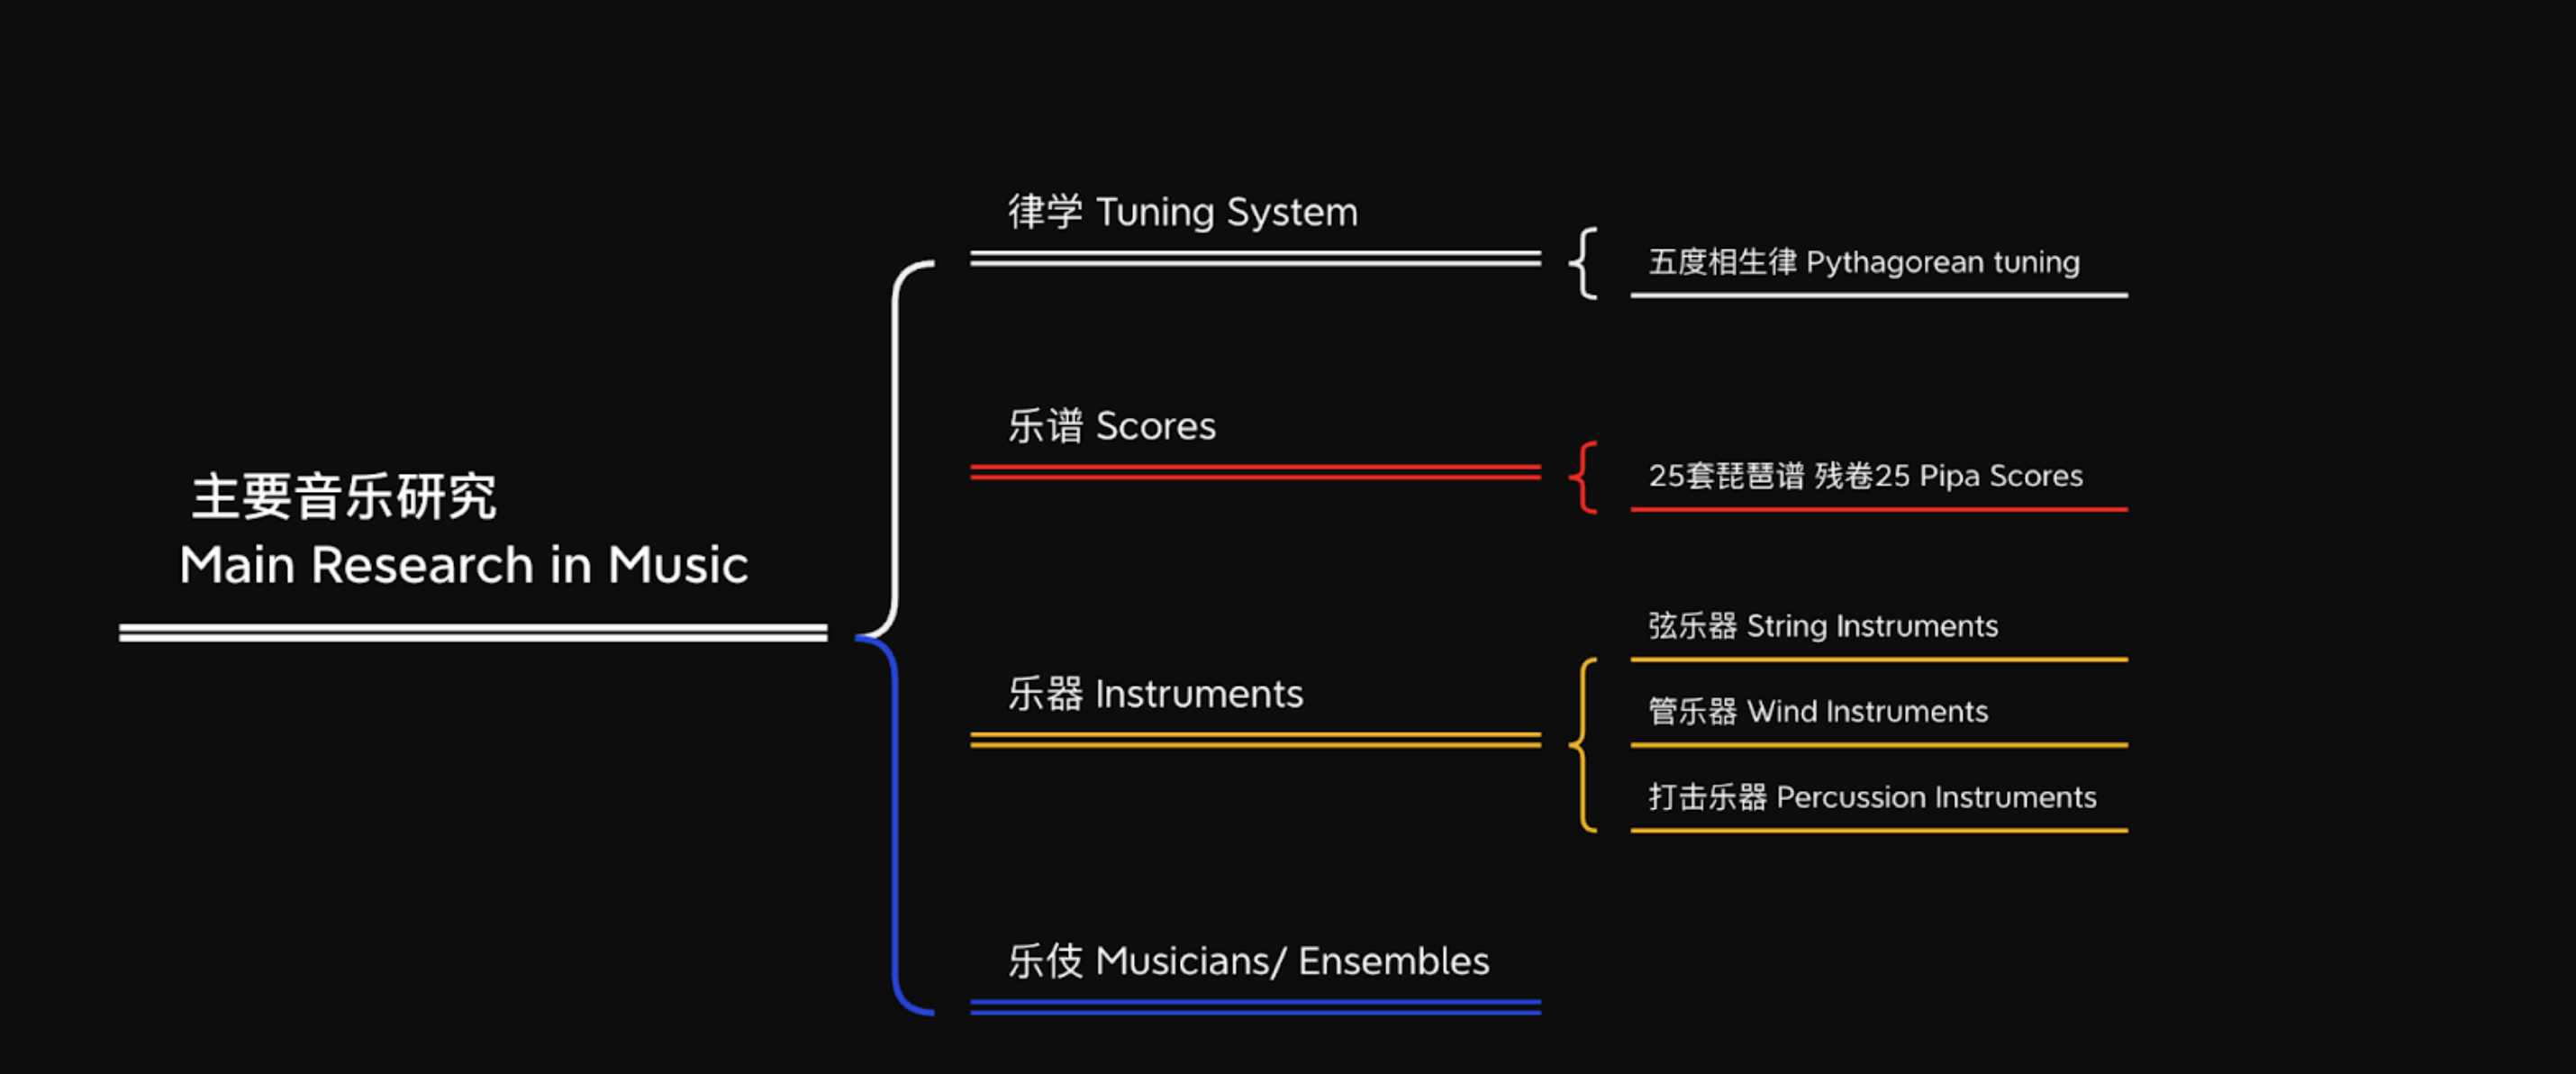 主要音乐研究
Main Research in Music
律学 Tuning System
五度相生律 Pythagorean tuning
乐谱 Scores
25套琵琶谱 残卷25 Pipa Scores
乐器 Instruments
弦乐器 String Instruments
管乐器 Wind Instruments
打击乐器 Percussion Instruments
乐伎 Musicians/ Ensembles